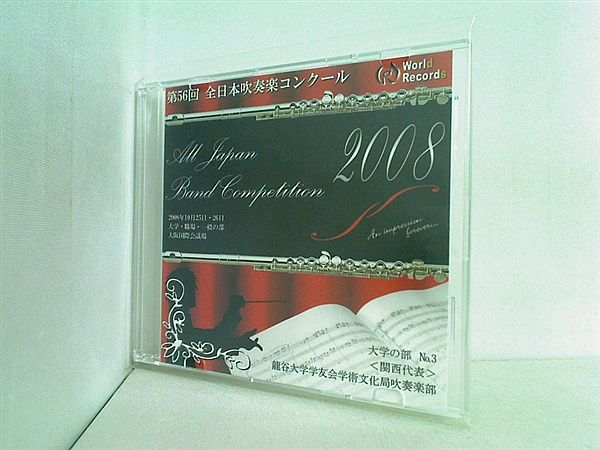 第56回 全日本吹奏楽コンクール
World
Records
All Japan
Band Competition
2008
2008年10月25日・26日
大学・職場・一般の部
大阪国際会議場
An impression
forever...
大学の部 No.3
＜関西代表＞
龍谷大学学友会学術文化局吹奏楽部